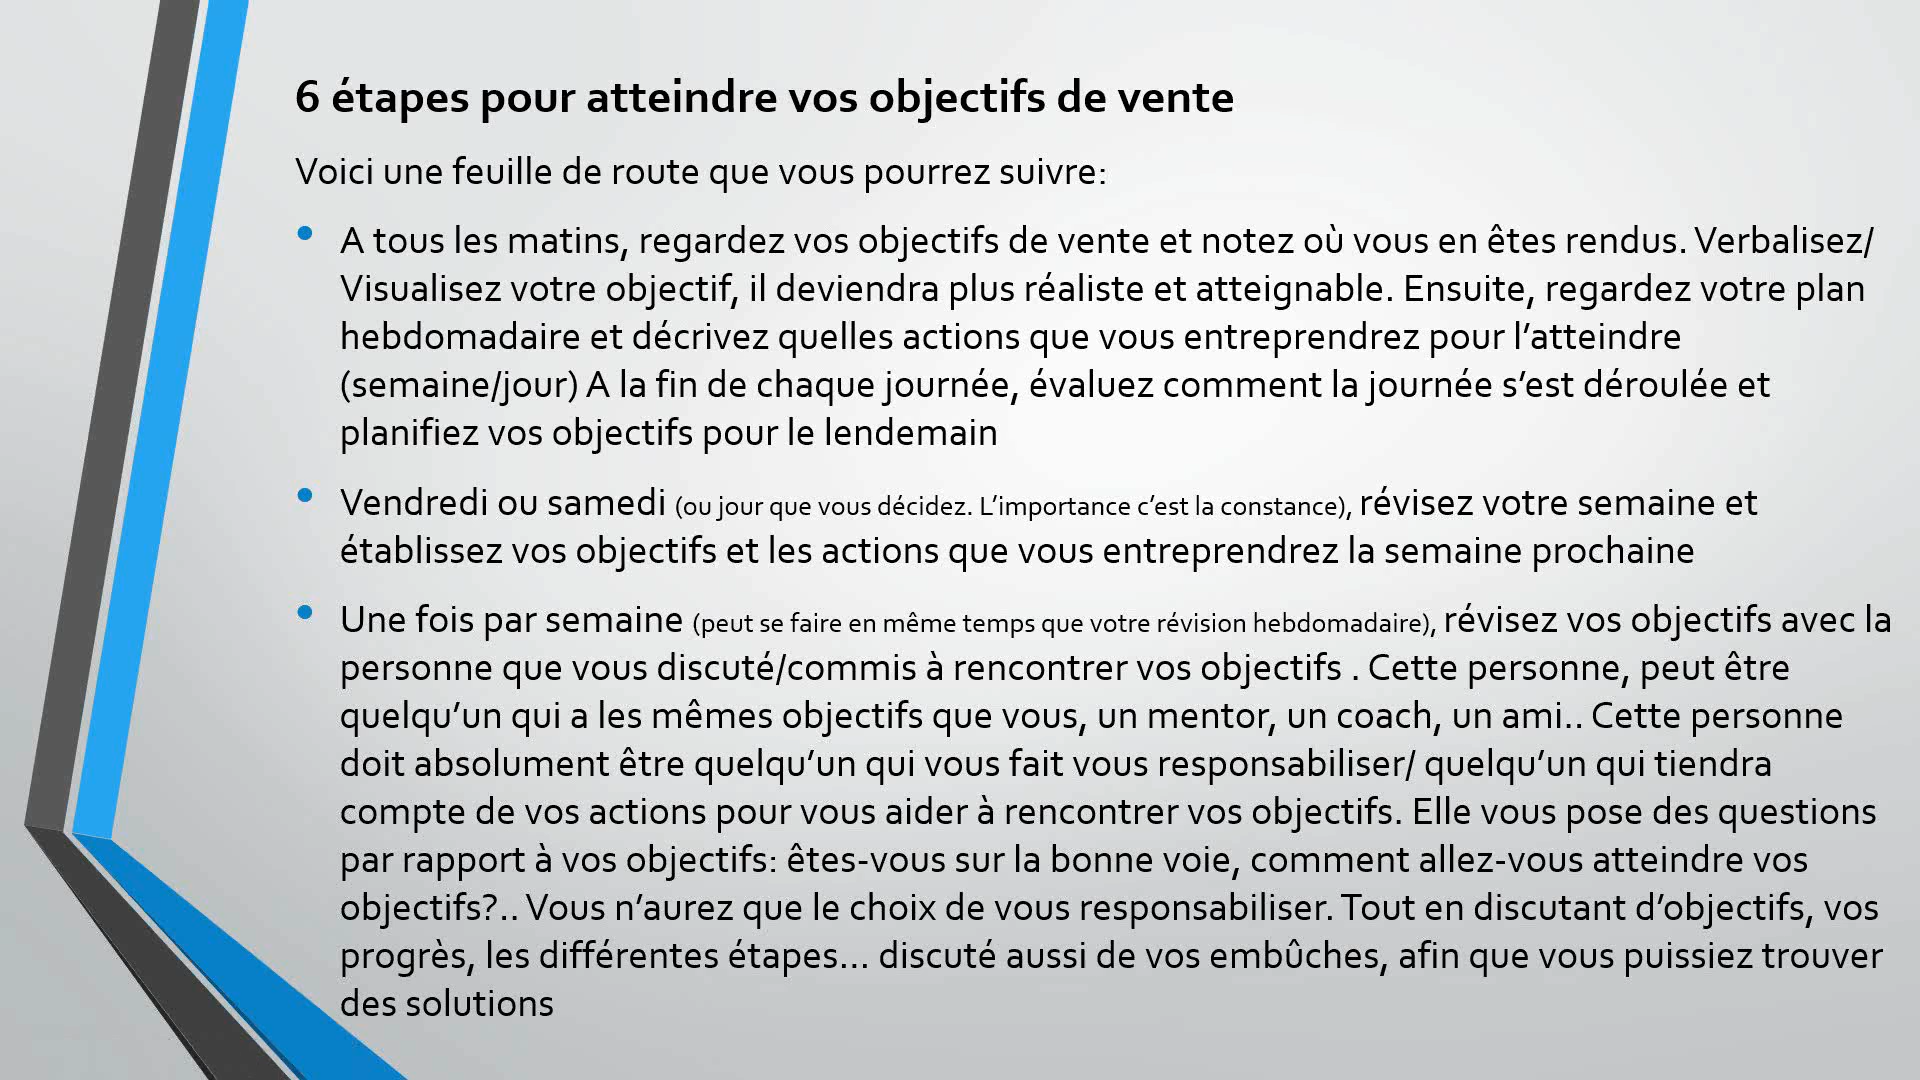 6 étapes pour atteindre vos objectifs de vente
Voici une feuille de route que vous pourrez suivre:
• A tous les matins, regardez vos objectifs de vente et notez où vous en êtes rendus. Verbalisez/
Visualisez votre objectif, il deviendra plus réaliste et atteignable. Ensuite, regardez votre plan
hebdomadaire et décrivez quelles actions que vous entreprendrez pour l’atteindre
(semaine/jour) A la fin de chaque journée, évaluez comment la journée s’est déroulée et
planifiez vos objectifs pour le lendemain
• Vendredi ou samedi (ou jour que vous décidez. L’importance c’est la constance), révisez votre semaine et
établissez vos objectifs et les actions que vous entreprendrez la semaine prochaine
• Une fois par semaine (peut se faire en même temps que votre révision hebdomadaire), révisez vos objectifs avec la
personne que vous discuté/commis à rencontrer vos objectifs . Cette personne, peut être
quelqu’un qui a les mêmes objectifs que vous, un mentor, un coach, un ami.. Cette personne
doit absolument être quelqu’un qui vous fait vous responsabiliser/ quelqu’un qui tiendra
compte de vos actions pour vous aider à rencontrer vos objectifs. Elle vous pose des questions
par rapport à vos objectifs: êtes-vous sur la bonne voie, comment allez-vous atteindre vos
objectifs?.. Vous n’aurez que le choix de vous responsabiliser. Tout en discutant d’objectifs, vos
progrès, les différentes étapes... discuté aussi de vos embûches, afin que vous puissiez trouver
des solutions